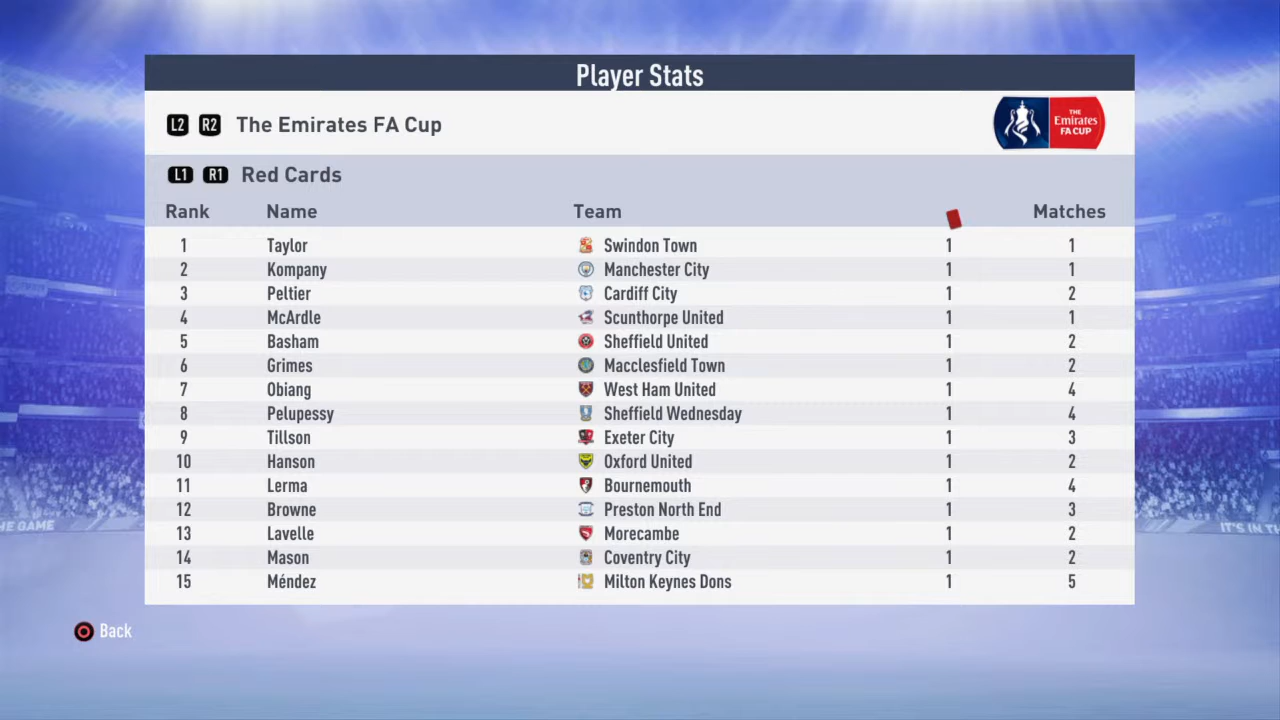 Player Stats
L2 R2 The Emirates FA Cup
THE Emirates FA CUP
L1 R1 Red Cards
Rank Name Team Matches
1 Taylor Swindon Town 1 1
2 Kompany Manchester City 1 1
3 Peltier Cardiff City 1 2
4 McArdle Scunthorpe United 1 1
5 Basham Sheffield United 1 2
6 Grimes Macclesfield Town 1 2
7 Obiang West Ham United 1 4
8 Pelupessy Sheffield Wednesday 1 4
9 Tillson Exeter City 1 3
10 Hanson Oxford United 1 2
11 Lerma Bournemouth 1 4
12 Browne Preston North End 1 3
13 Lavelle Morecambe 1 2
14 Mason Coventry City 1 2
15 Méndez Milton Keynes Dons 1 5
HE GAME
IT'S IN T
Back